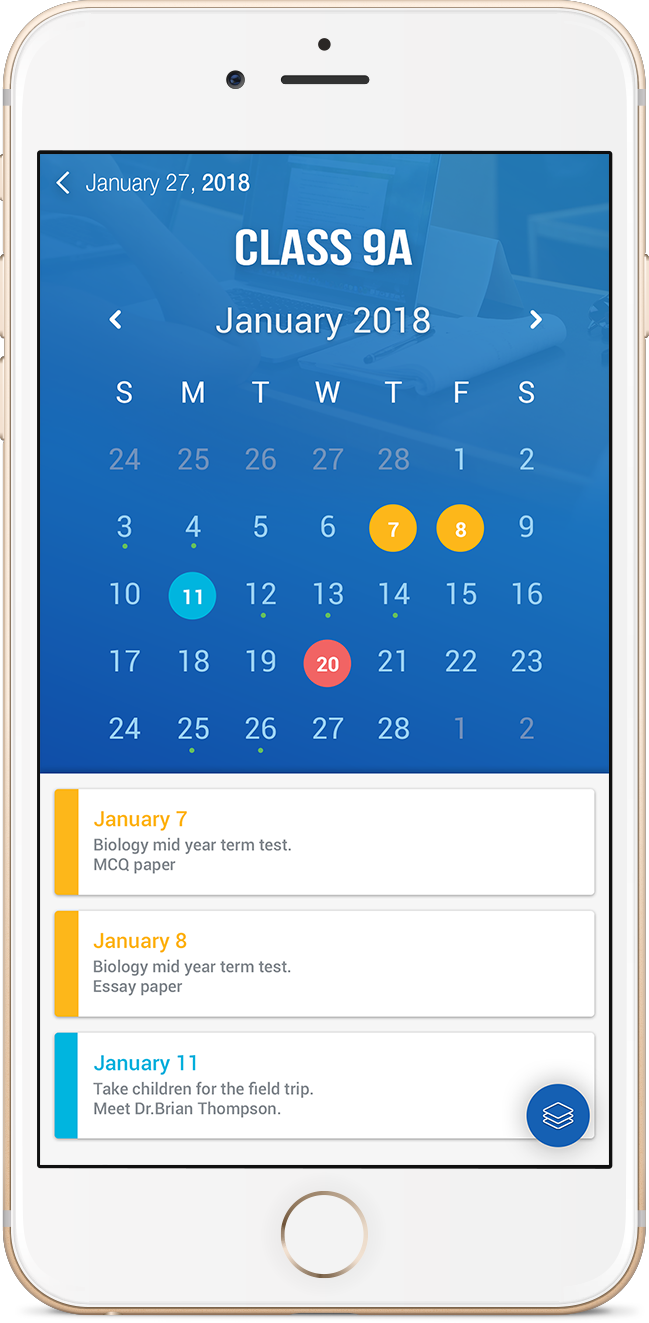 January 27, 2018
CLASS 9A
January 2018
S M T W T F S
24 25 26 27 28 1 2
3 4 5 6 7 8 9
10 11 12 13 14 15 16
17 18 19 20 21 22 23
24 25 26 27 28 1 2
January 7
Biology mid year term test.
MCQ paper
January 8
Biology mid year term test.
Essay paper
January 11
Take children for the field trip.
Meet Dr.Brian Thompson.